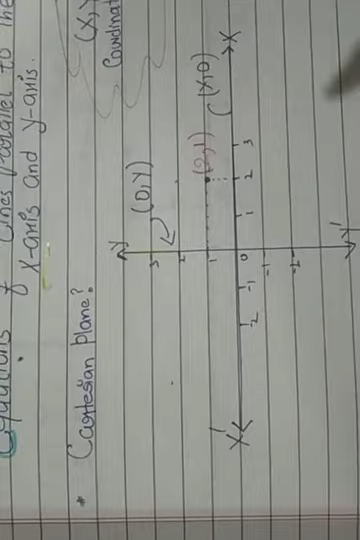 Equations of Lines parallel to the
X-axis and Y-axis.
* Cartesian plane?
(X,Y)
Coordinat
Y
3
(0,Y)
2
1
(2,1)
X'
-2
-1
0
1
2
3
X
(X,0)
-1
-2
Y'